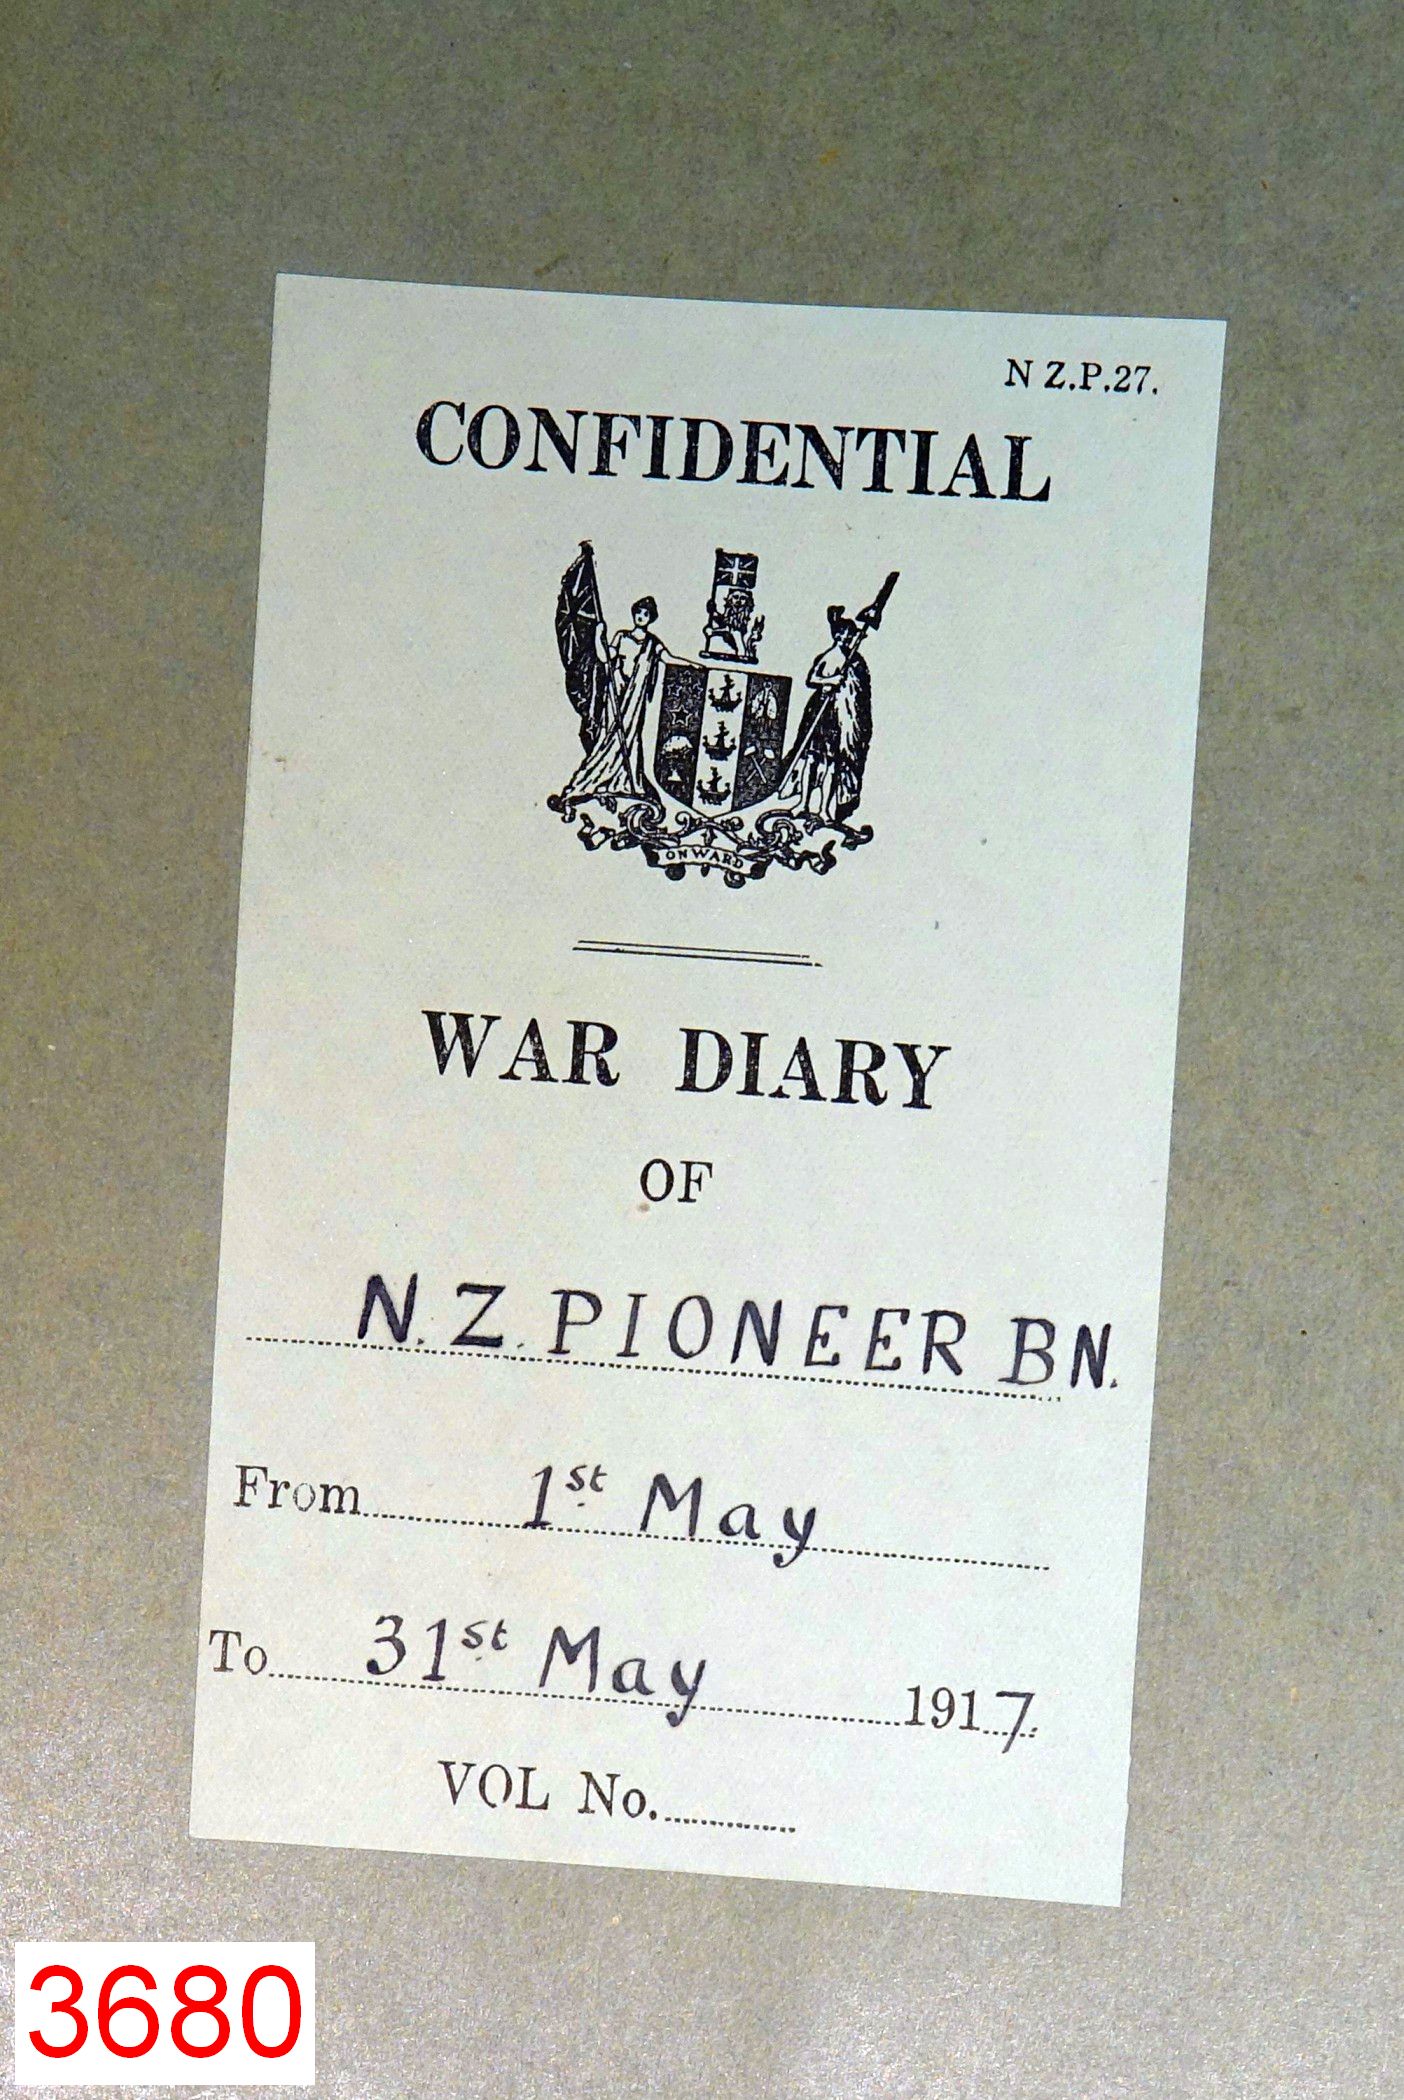 N Z.P.27.
CONFIDENTIAL
ONWARD
WAR DIARY
OF
N.Z. PIONEER BN.
From 1st May
To 31st May 1917.
VOL No.
3680